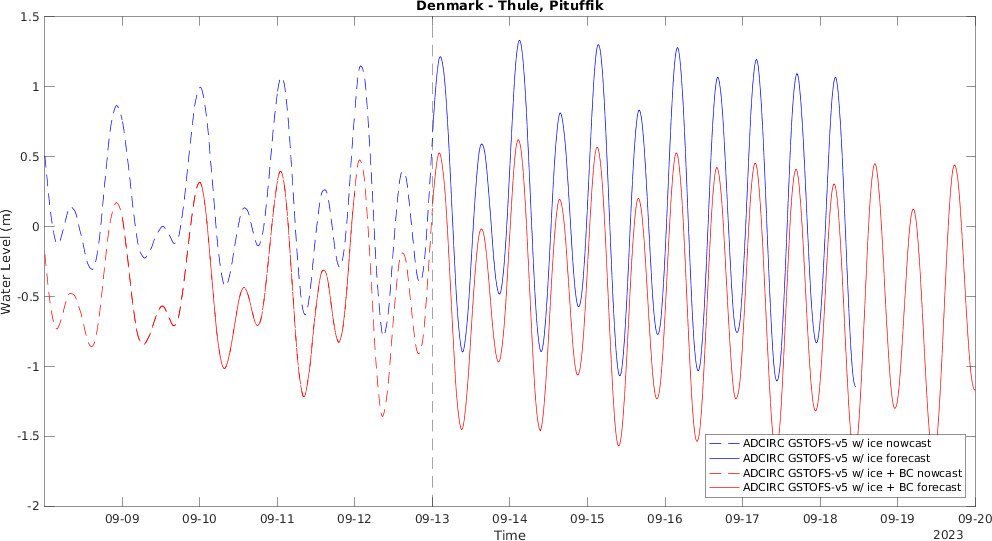 Denmark - Thule, Pituffik
1.5
1
0.5
0
-0.5
-1
-1.5
-2
Water Level (m)
ADCIRC GSTOFS-v5 w/ ice nowcast
ADCIRC GSTOFS-v5 w/ ice forecast
ADCIRC GSTOFS-v5 w/ ice + BC nowcast
ADCIRC GSTOFS-v5 w/ ice + BC forecast
09-09 09-10 09-11 09-12 09-13 09-14 09-15 09-16 09-17 09-18 09-19 09-20
Time
2023